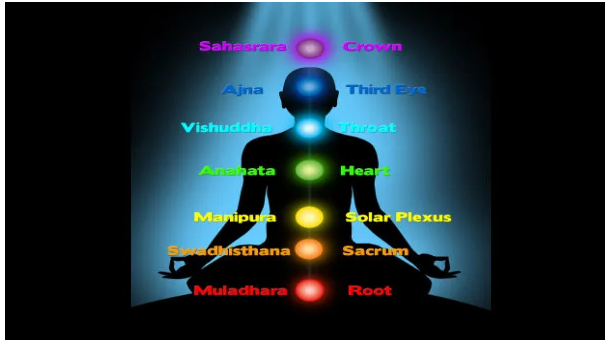 Sahasrara Crown
Ajna Third Eye
Vishuddha Throat
Anahata Heart
Manipura Solar Plexus
Swadhisthana Sacrum
Muladhara Root